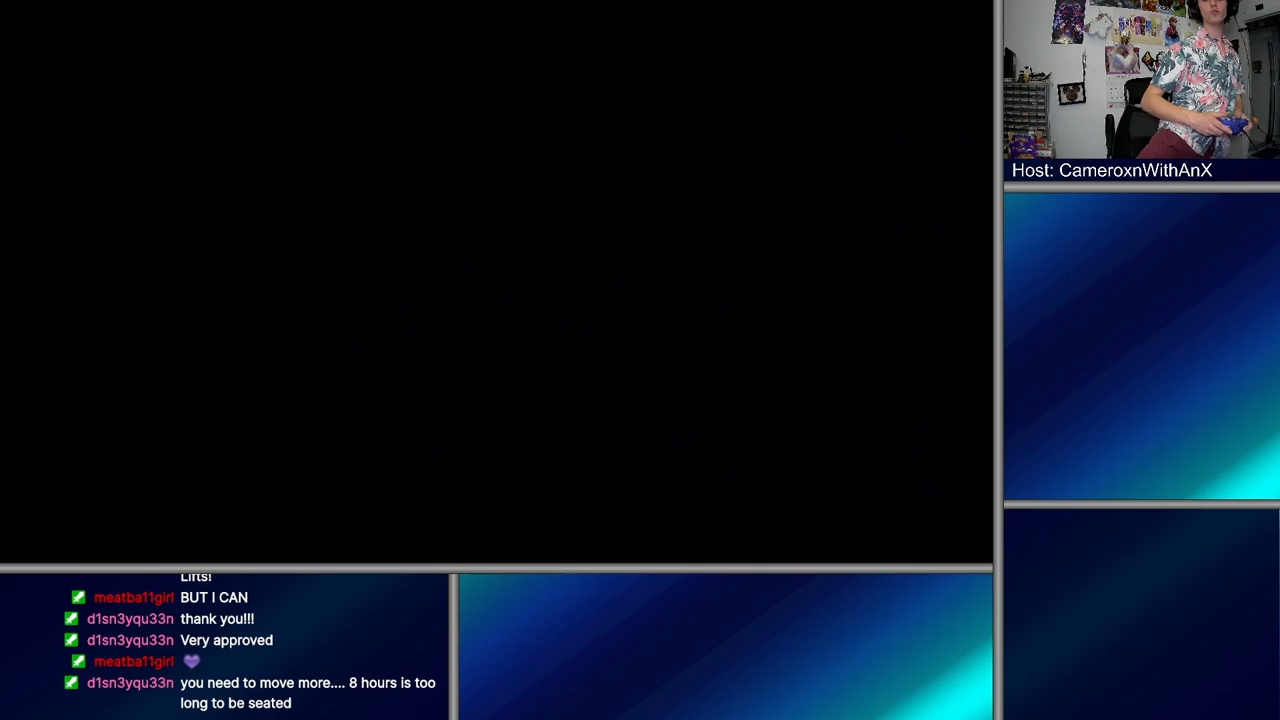 Host: CameroxnWithAnX
Lifts!
meatba11girl BUT I CAN
d1sn3yqu33n thank you!!!
d1sn3yqu33n Very approved
meatba11girl 💜
d1sn3yqu33n you need to move more.... 8 hours is too
long to be seated